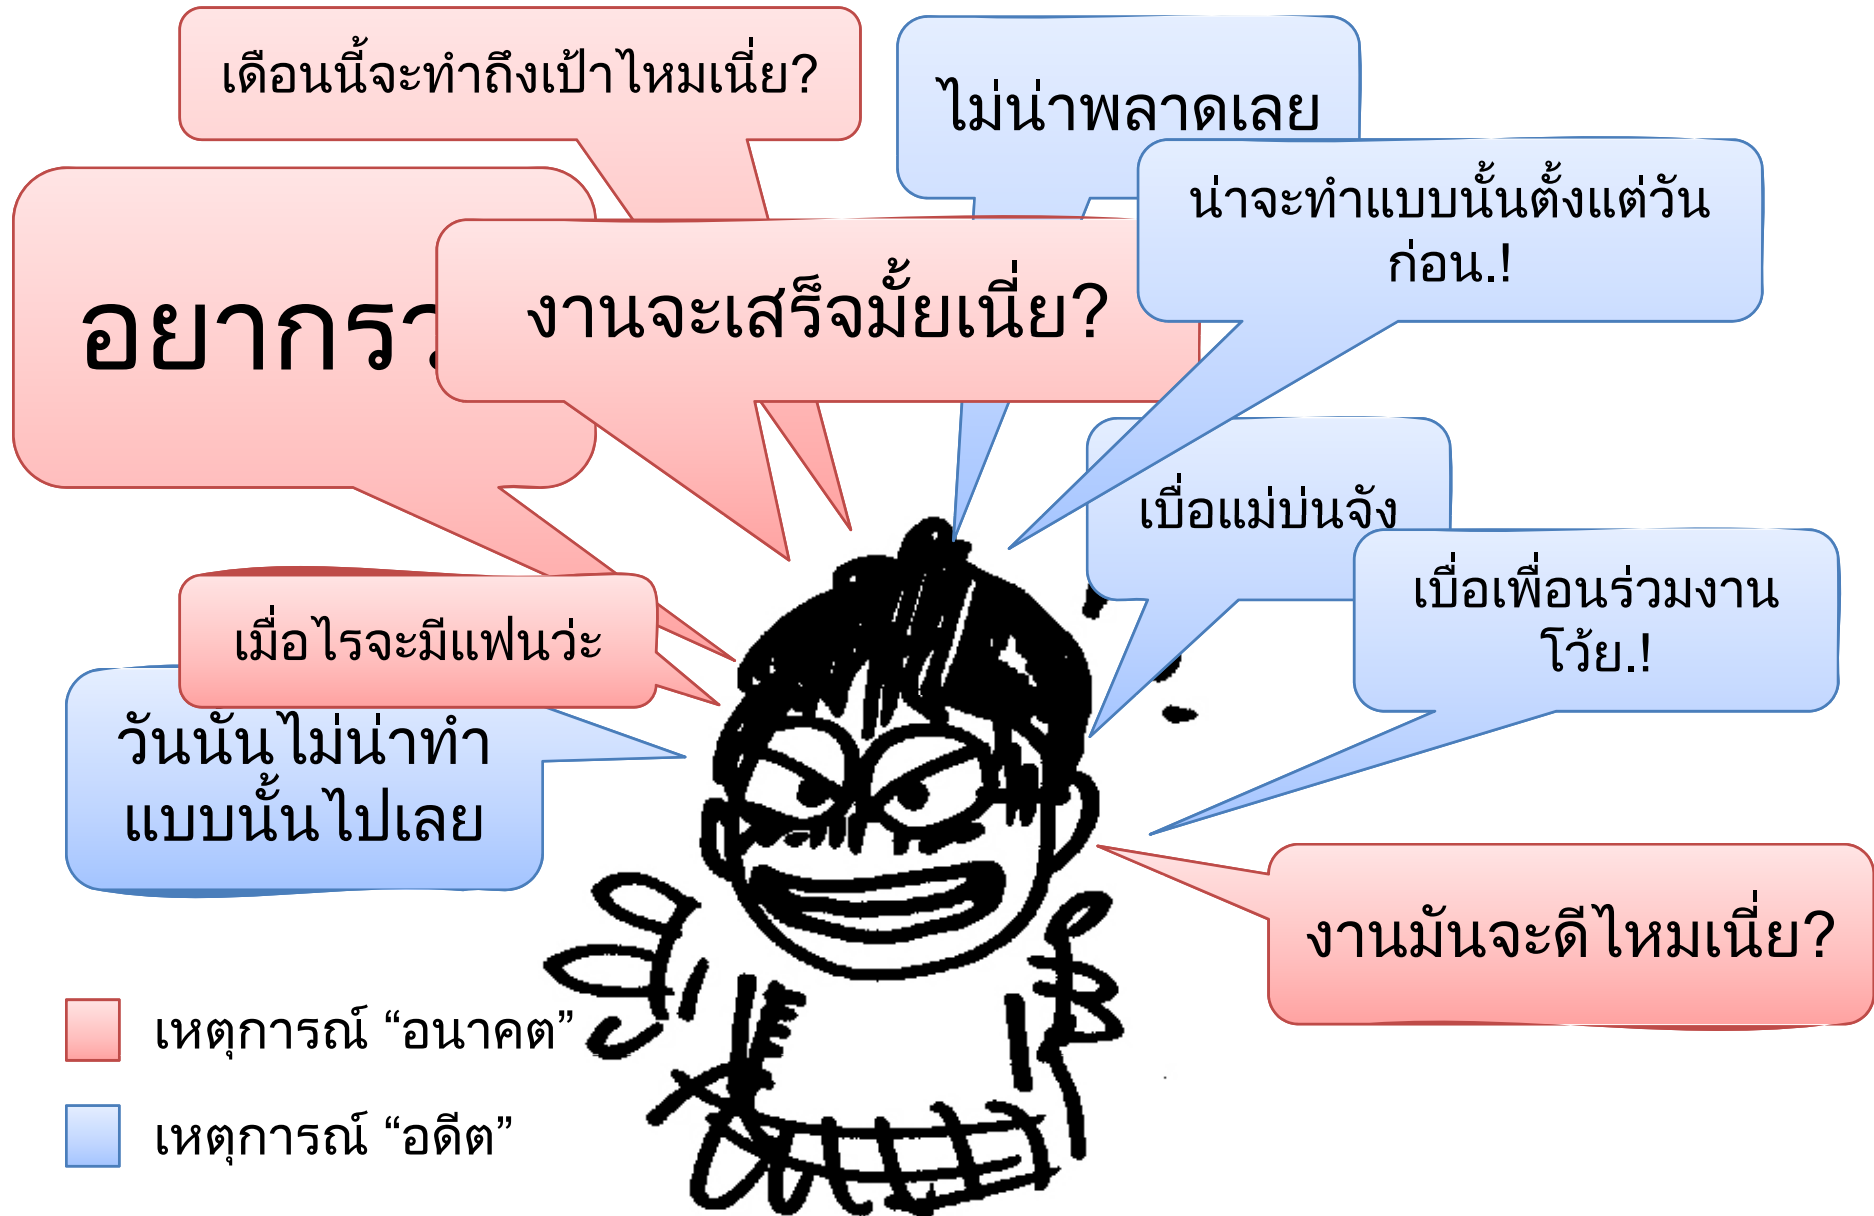 เดือนนี้จะทำถึงเป้าไหมเนี่ย?
ไม่น่าพลาดเลย
น่าจะทำแบบนั้นตั้งแต่วัน
ก่อน.!
งานจะเสร็จมั้ยเนี่ย?
เบื่อแม่บ่นจัง
เบื่อเพื่อนร่วมงาน
โว้ย.!
เมื่อไรจะมีแฟนว่ะ
วันนั้นไม่น่าทำ
แบบนั้นไปเลย
งานมันจะดีไหมเนี่ย?
เหตุการณ์ “อนาคต”
เหตุการณ์ “อดีต”